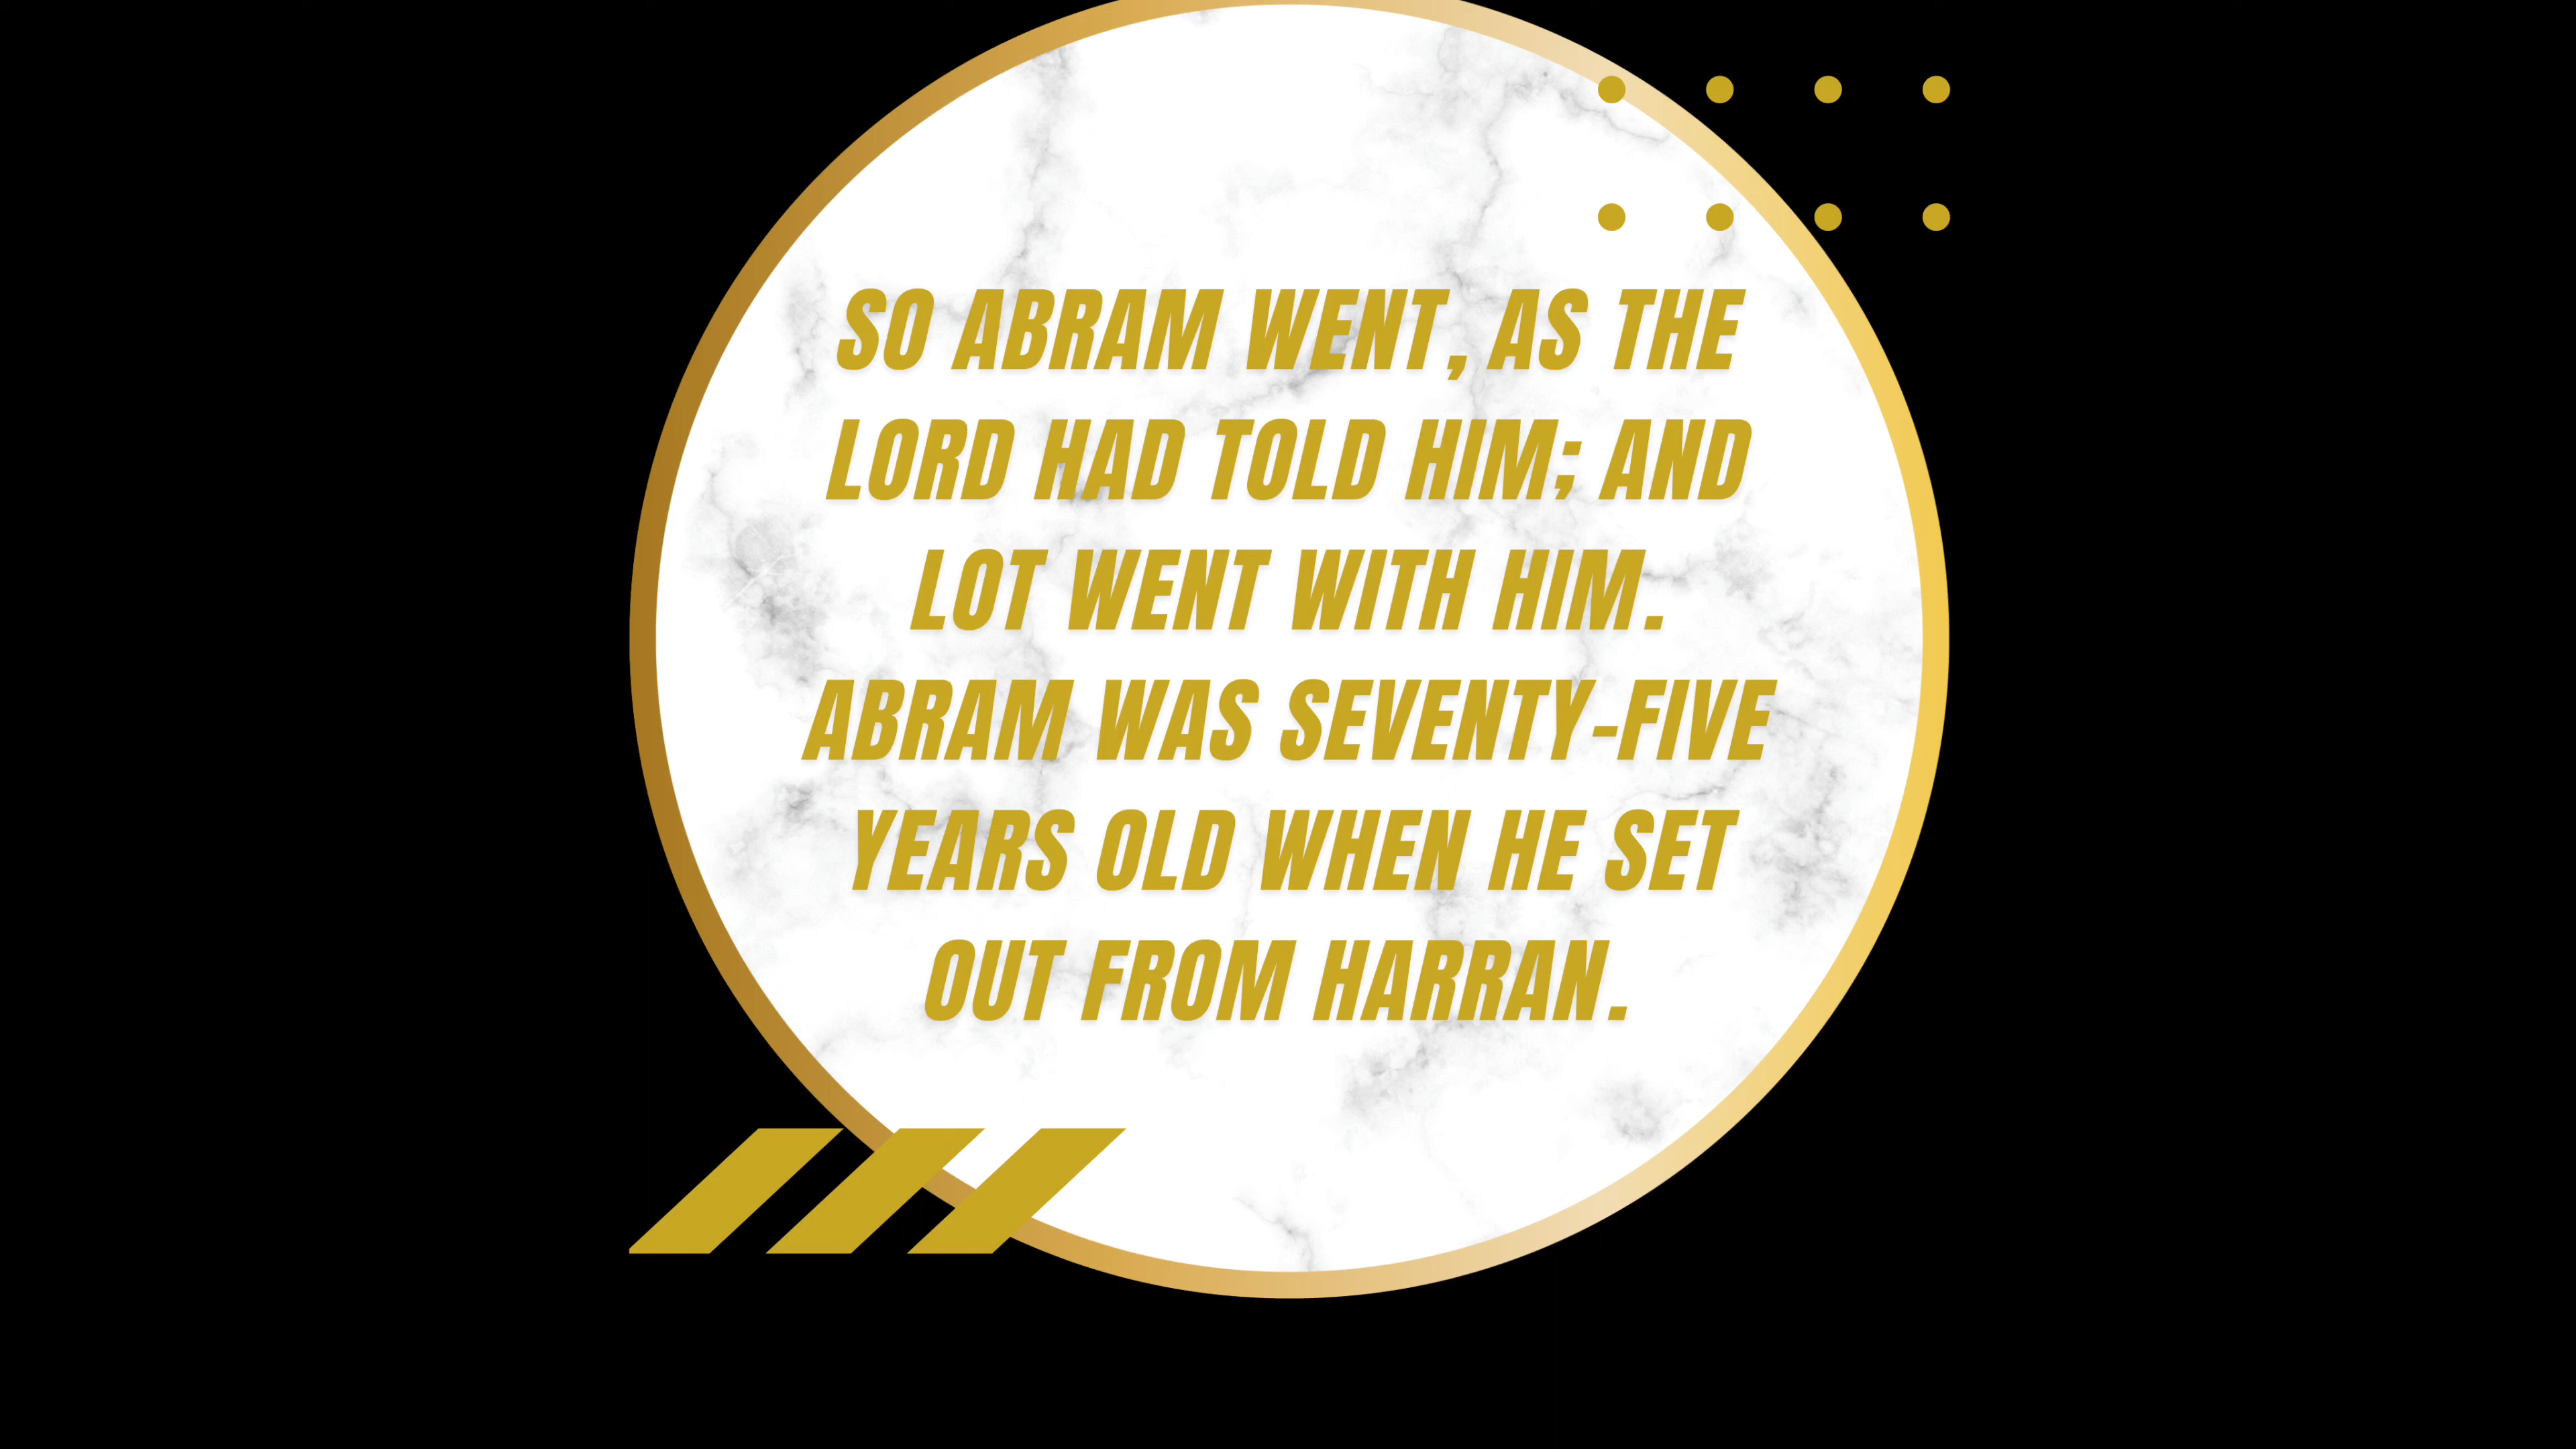 SO ABRAM WENT, AS THE
LORD HAD TOLD HIM; AND
LOT WENT WITH HIM.
ABRAM WAS SEVENTY-FIVE
YEARS OLD WHEN HE SET
OUT FROM HARRAN.